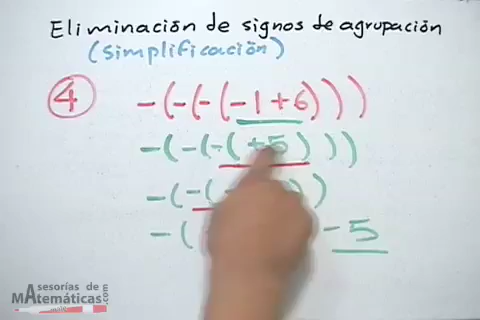 Eliminación de signos de agrupación
(simplificación)
4 -(-(-(-1+6)))
-(-(-(+5)))
-(-( ))
-( -5
Asesorías de
Matemáticas.com